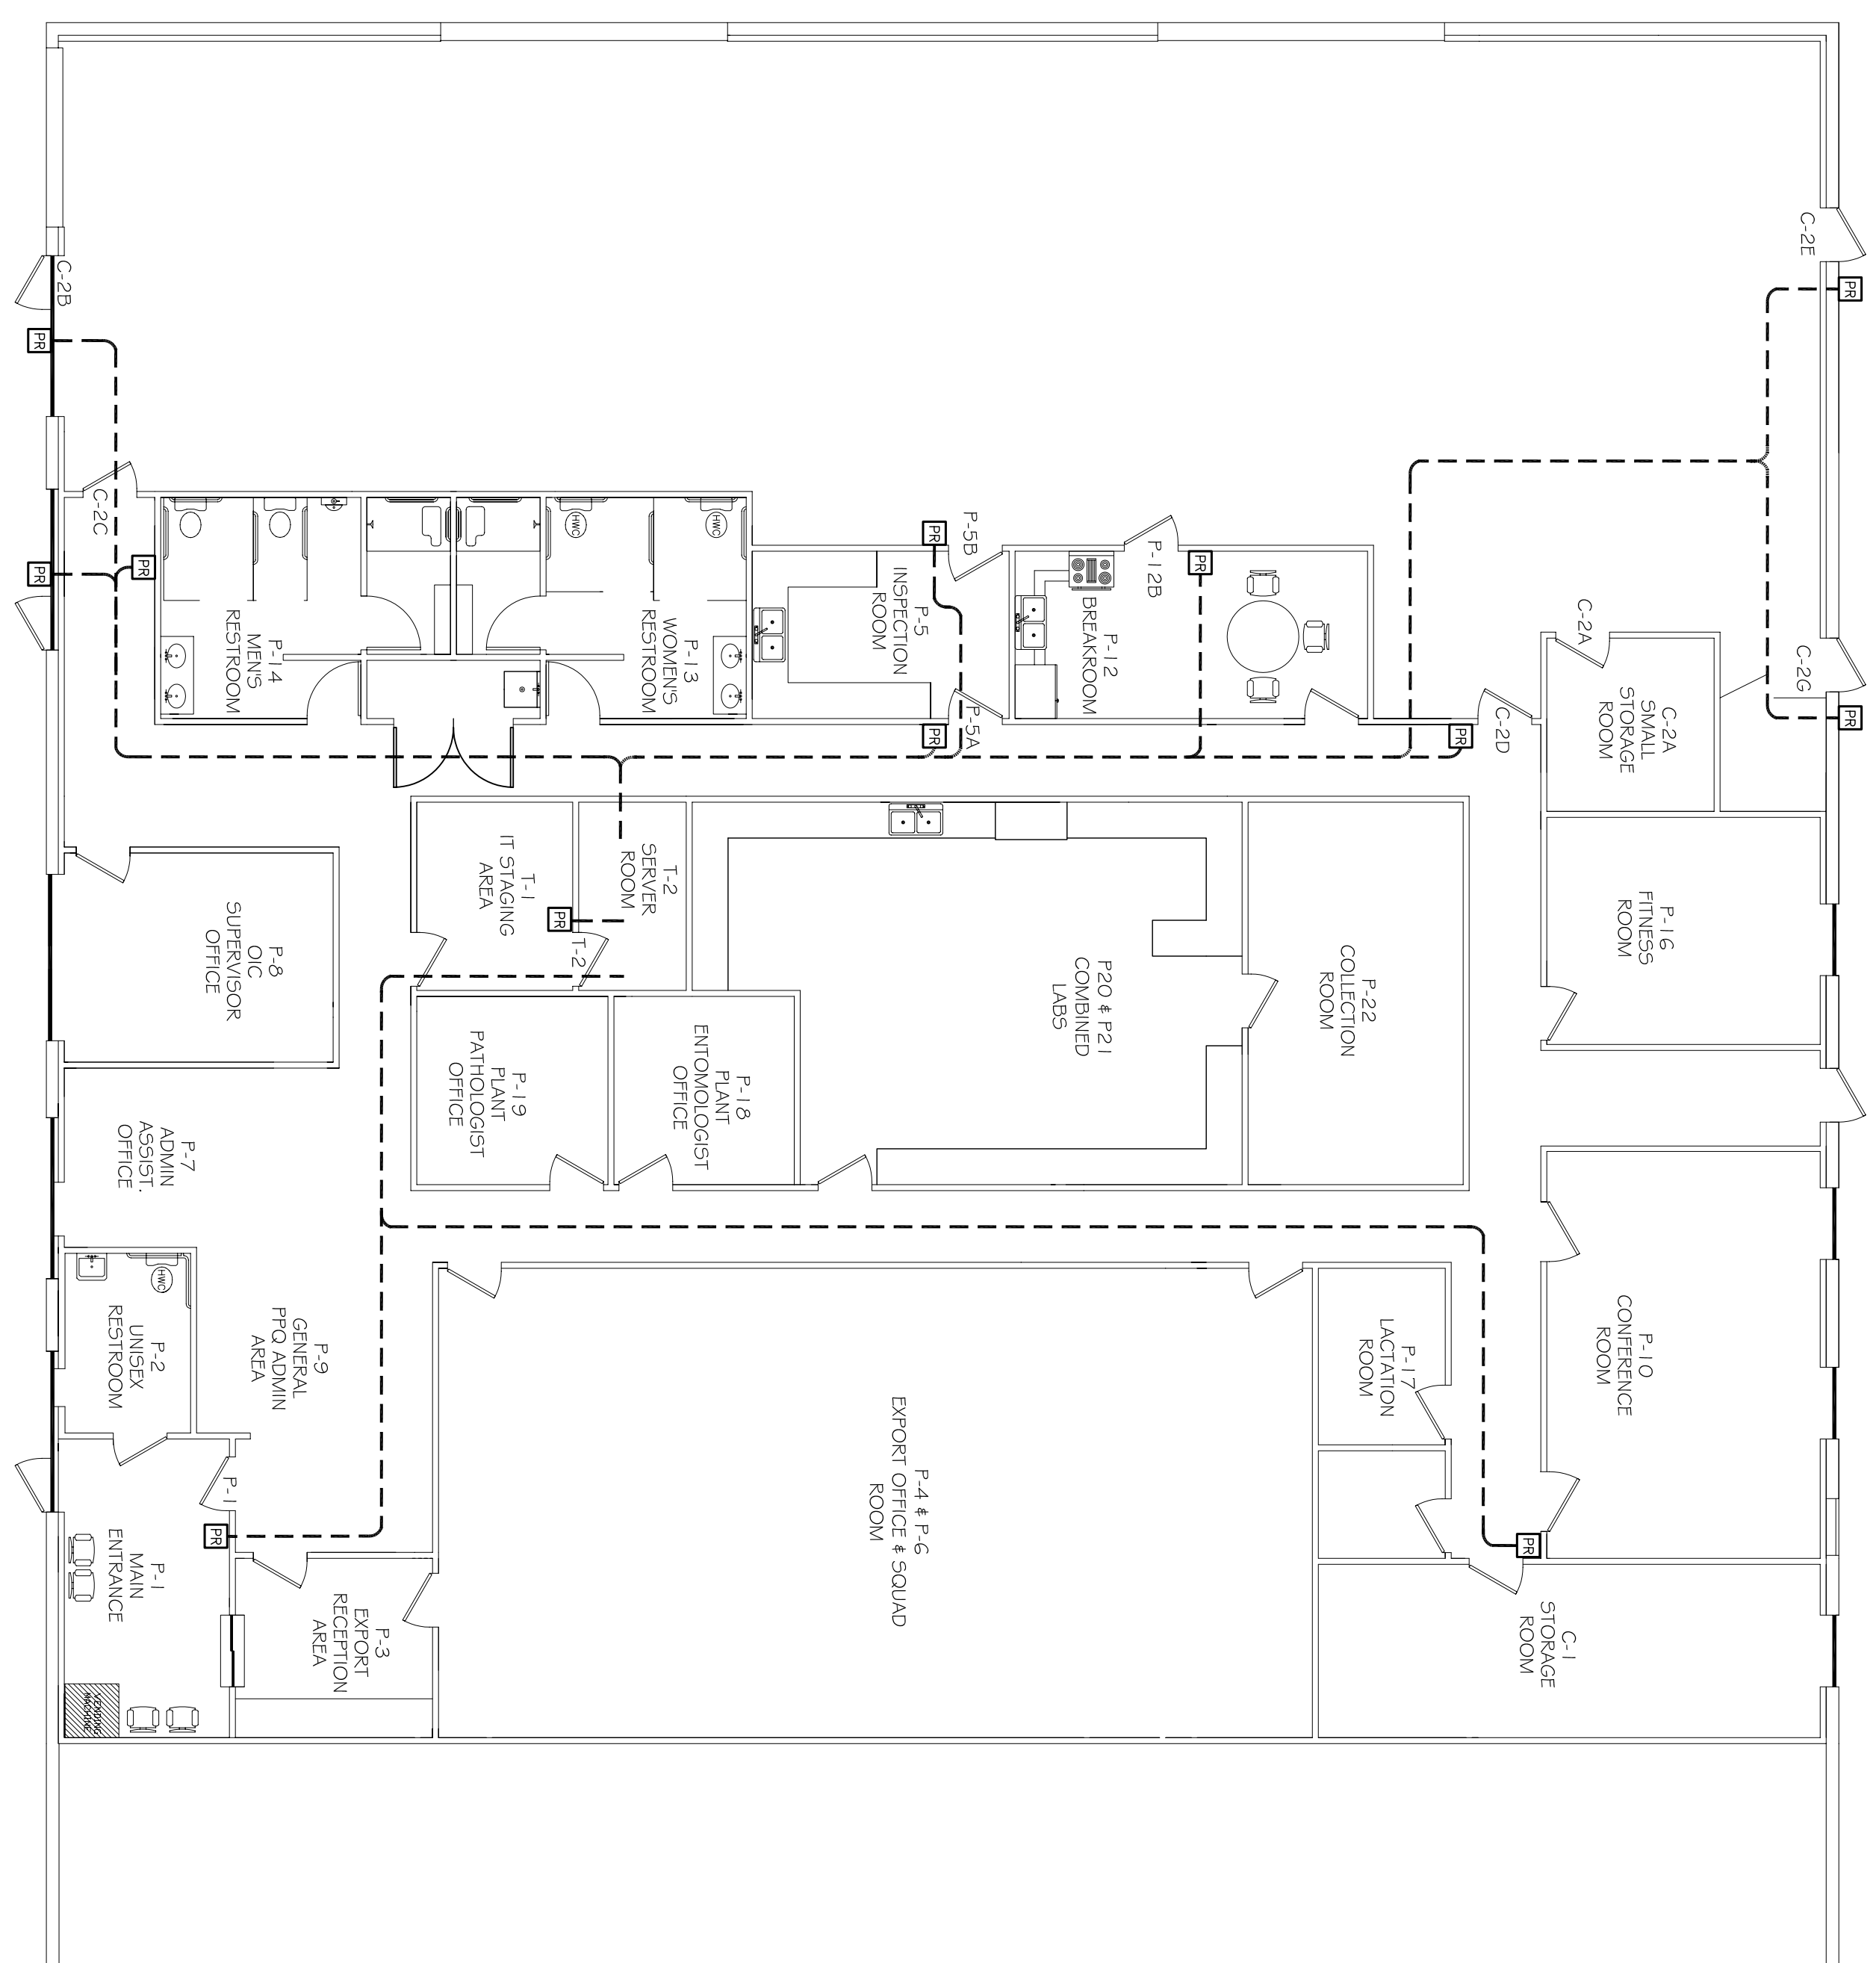 C-2E
PR
C-2B
PR
C-2C
PR
PR
HWC
HWC
P-14
MEN'S
RESTROOM
P-13
WOMEN'S
RESTROOM
PR
P-5B
P-5
INSPECTION
ROOM
P-5A
PR
P-12B
PR
P-12
BREAKROOM
C-2A
C-2A
SMALL
STORAGE
ROOM
C-2G
PR
C-2D
PR
T-1
IT STAGING
AREA
T-2
SERVER
ROOM
PR
T-2
P-8
OIC
SUPERVISOR
OFFICE
P20 & P21
COMBINED
LABS
P-22
COLLECTION
ROOM
P-16
FITNESS
ROOM
P-19
PLANT
PATHOLOGIST
OFFICE
P-18
PLANT
ENTOMOLOGIST
OFFICE
P-7
ADMIN
ASSIST.
OFFICE
HWC
P-2
UNISEX
RESTROOM
P-9
GENERAL
PPQ ADMIN
AREA
P-17
LACTATION
ROOM
P-10
CONFERENCE
ROOM
P-4 & P-6
EXPORT OFFICE & SQUAD
ROOM
P-1
PR
P-1
MAIN
ENTRANCE
P-3
EXPORT
RECEPTION
AREA
PR
C-1
STORAGE
ROOM
VENDING
MACHINE